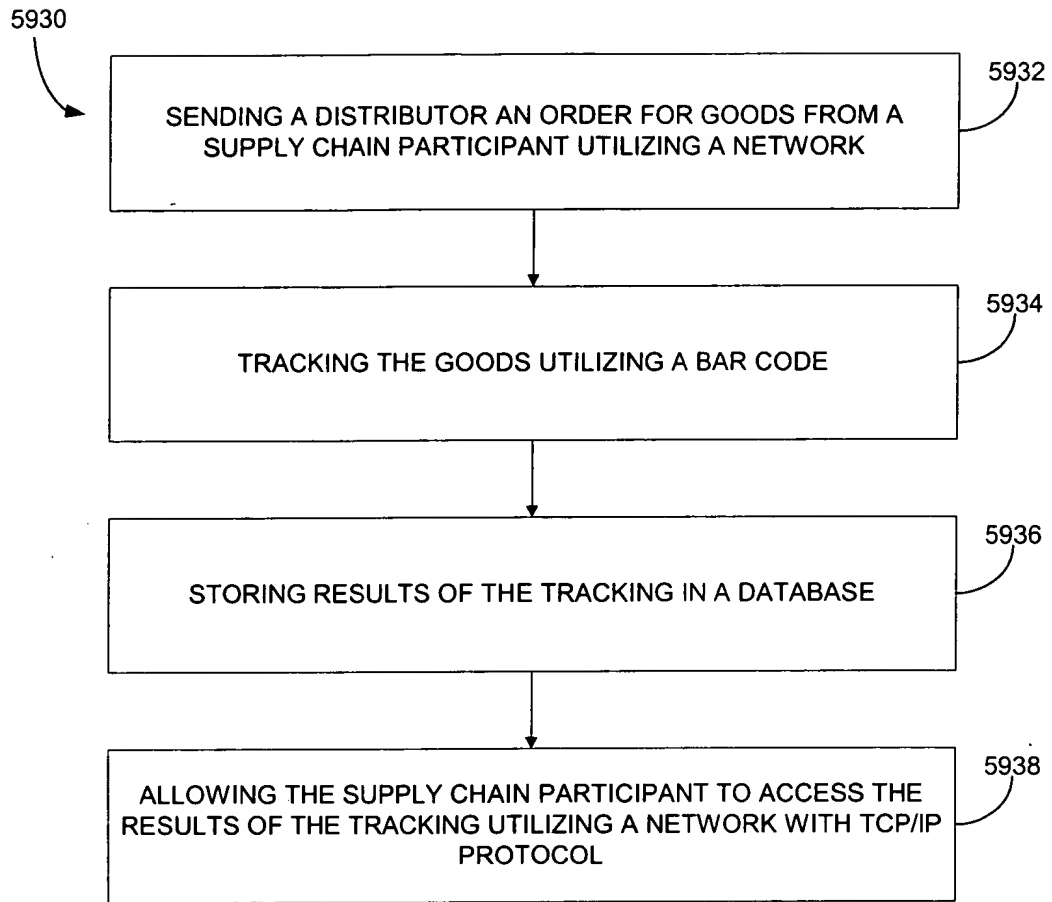 5930
5932
SENDING A DISTRIBUTOR AN ORDER FOR GOODS FROM A
SUPPLY CHAIN PARTICIPANT UTILIZING A NETWORK
5934
TRACKING THE GOODS UTILIZING A BAR CODE
5936
STORING RESULTS OF THE TRACKING IN A DATABASE
5938
ALLOWING THE SUPPLY CHAIN PARTICIPANT TO ACCESS THE
RESULTS OF THE TRACKING UTILIZING A NETWORK WITH TCP/IP
PROTOCOL